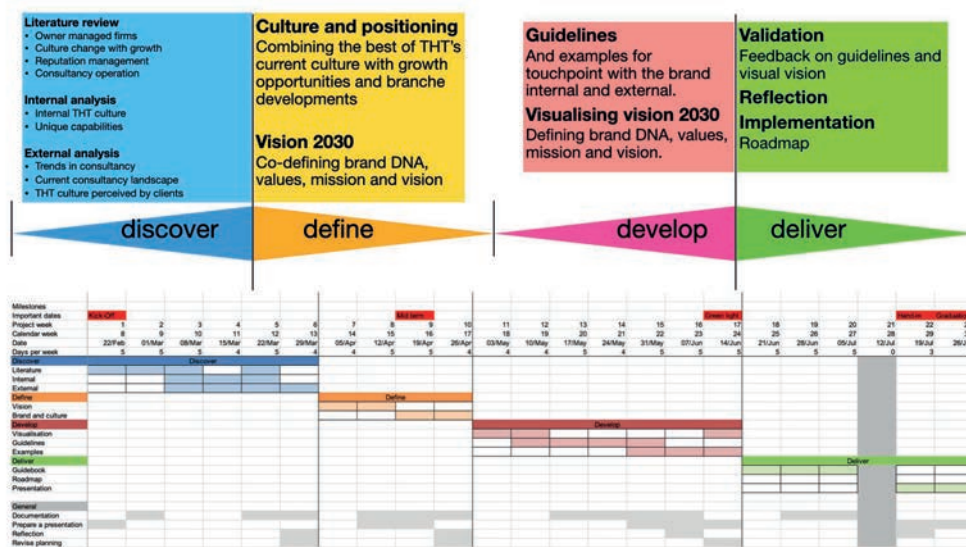 Literature review
• Owner managed firms
• Culture change with growth
• Reputation management
• Consultancy operation
Internal analysis
• Internal THT culture
• Unique capabilities
External analysis
• Trends in consultancy
• Current consultancy landscape
• THT culture perceived by clients
Culture and positioning
Combining the best of THT's
current culture with growth
opportunities and branche
developments
Vision 2030
Co-defining brand DNA,
values, mission and vision
Guidelines
And examples for
touchpoint with the brand
internal and external.
Visualising vision 2030
Defining brand DNA, values,
mission and vision.
Validation
Feedback on guidelines and
visual vision
Reflection
Implementation
Roadmap
discover
define
develop
deliver
Milestones
Important dates Kick-Off Mid term Green light Hand-in Graduation
Project week 1 2 3 4 5 6 7 8 9 10 11 12 13 14 15 16 17 18 19 20 21 22
Calendar week 8 9 10 11 12 13 14 15 16 17 18 19 20 21 22 23 24 25 26 27 28 29
Date 22/Feb 01/Mar 08/Mar 15/Mar 22/Mar 29/Mar 05/Apr 12/Apr 19/Apr 26/Apr 03/May 10/May 17/May 24/May 31/May 07/Jun 14/Jun 21/Jun 28/Jun 05/Jul 12/Jul 19/Jul
Days per week 5 5 5 5 5 4 4 5 5 4
Discover Discover
Literature
Internal
External
Define Define
Vision
Brand and culture
Develop Develop
Visualisation
Guidelines
Examples
Deliver Deliver
Guidebook
Roadmap
Presentation
General
Documentation
Prepare a presentation
Reflection
Revise planning